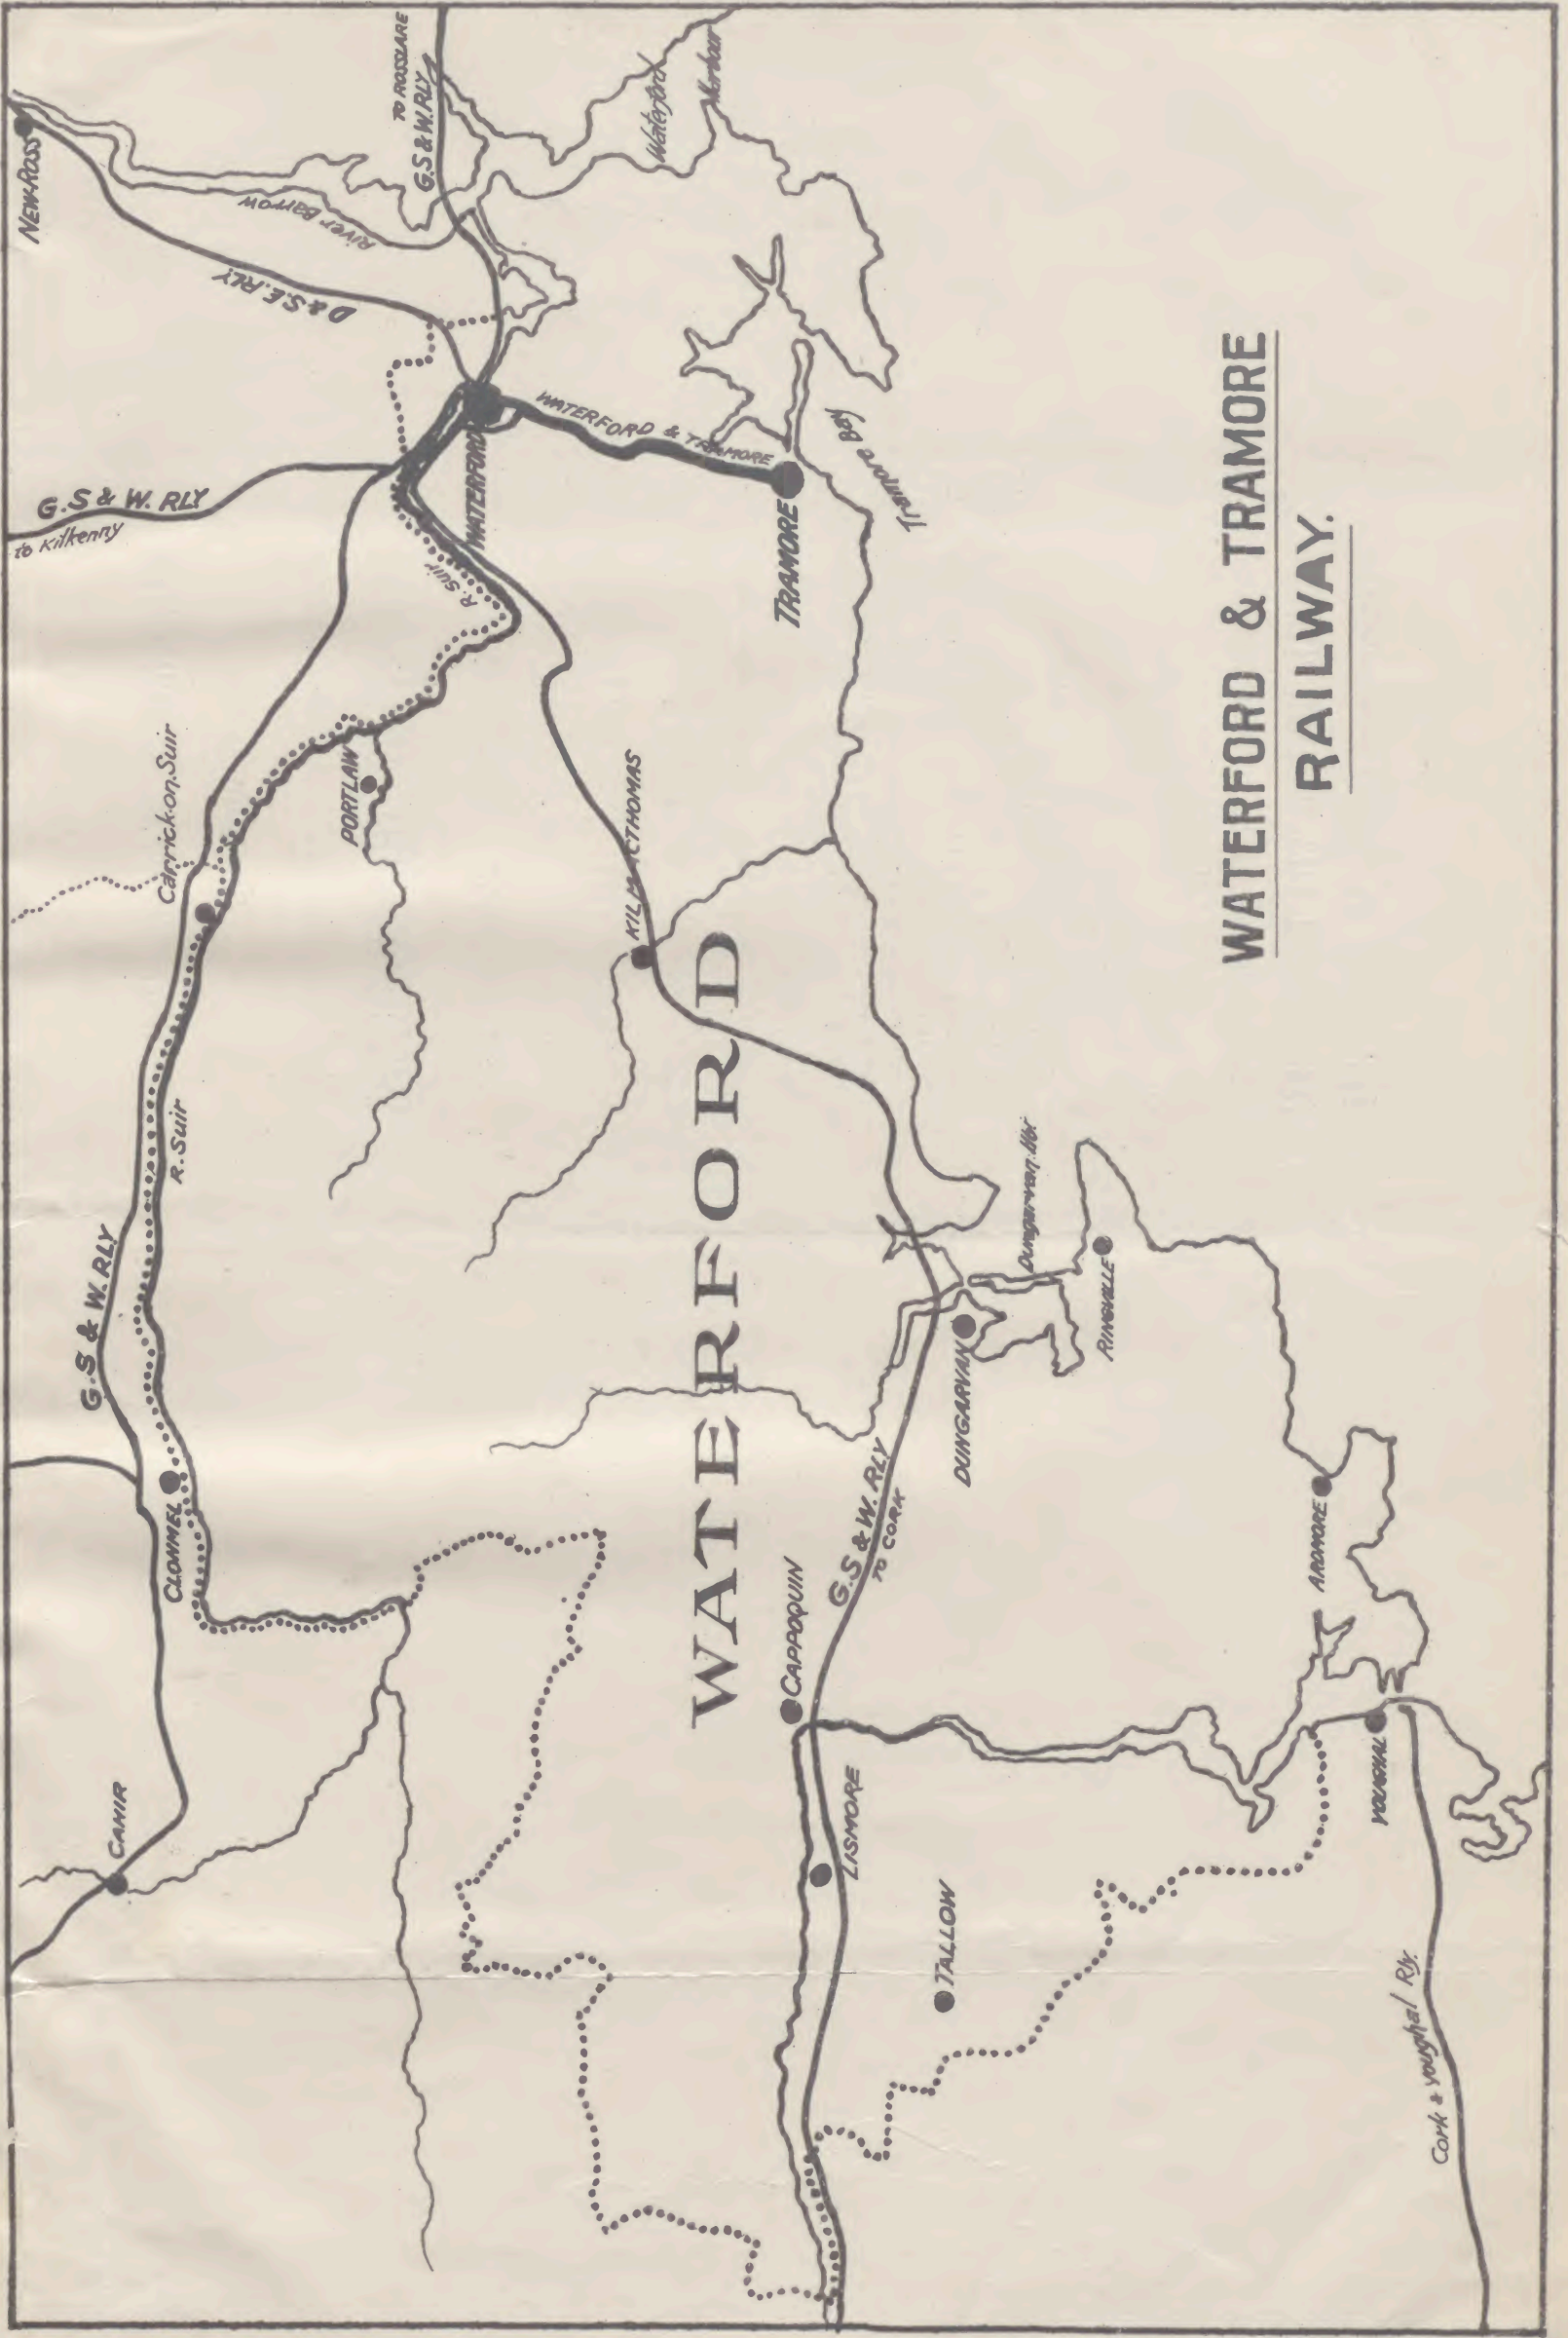 CAHIR
CLONMEL
G.S & W. RLY
R. Suir
Carrick-on-Suir
PORTLAW
G.S & W. RLY
to Kilkenny
R. Suir
WATERFORD
NEW-ROSS
River Barrow
D & S.E. RLY
TO ROSSLARE
G.S & W. RLY
Waterford
Harbour
WATERFORD & TRAMORE
TRAMORE
Tramore Bay
KILMACTHOMAS
WATERFORD
CAPPOQUIN
LISMORE
TALLOW
G.S & W. RLY
TO CORK
DUNGARVAN
Dungarvan Hbr.
RINGVILLE
ARDMORE
YOUGHAL
Cork & Youghal Rly.
WATERFORD & TRAMORE
RAILWAY.